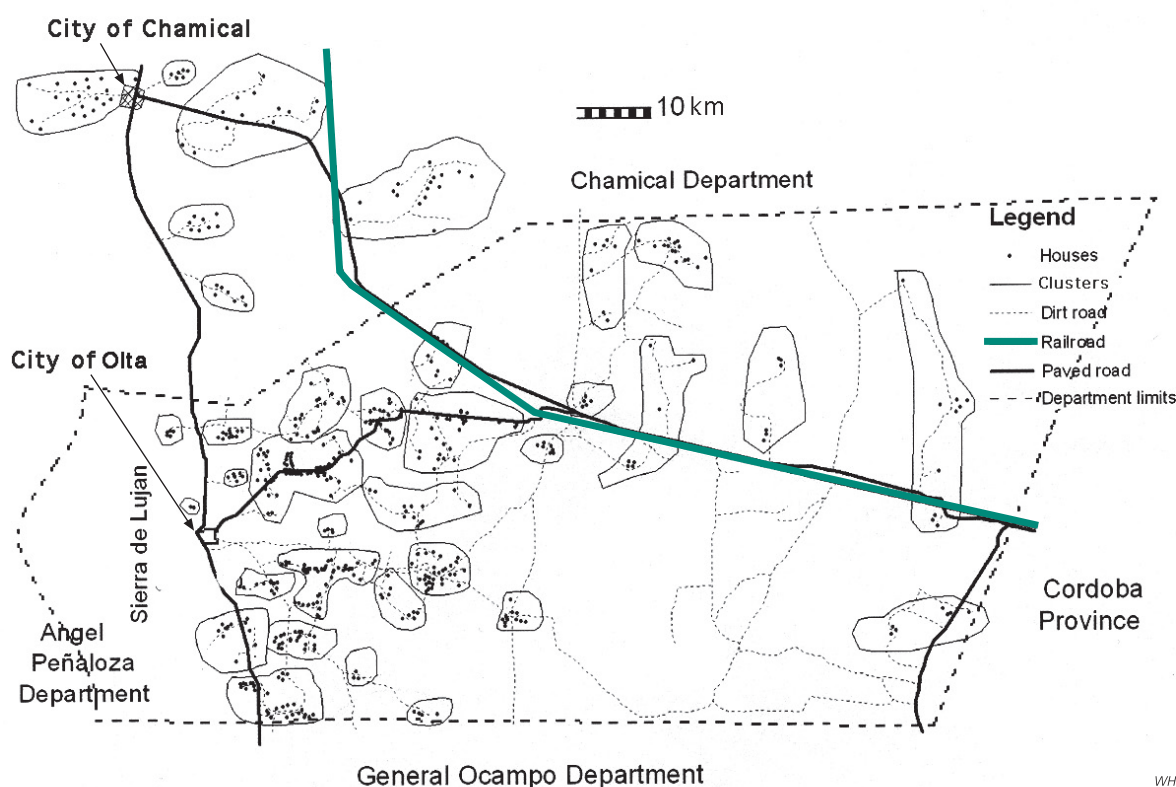 City of Chamical
10 km
Chamical Department
Legend
Houses
Clusters
Dirt road
Railroad
Paved road
Department limits
City of Olta
Sierra de Lujan
Angel
Peñaloza
Department
Cordoba
Province
General Ocampo Department
WH